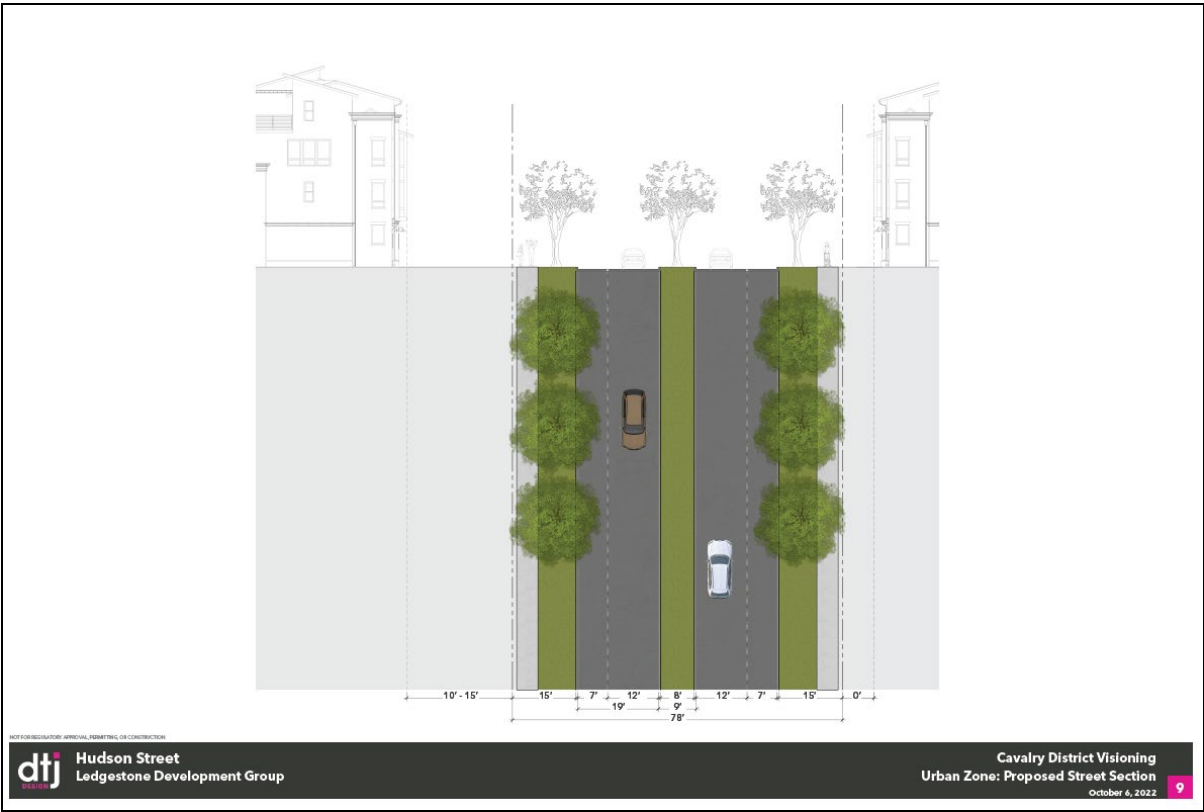 10' - 15' 15' 7' 12' 8' 12' 7' 15' 0'
19' 9'
78'
NOT FOR REGULATORY APPROVAL, PERMITTING, OR CONSTRUCTION
dtj
DESIGN
Hudson Street
Ledgestone Development Group
Cavalry District Visioning
Urban Zone: Proposed Street Section
October 6, 2022
9